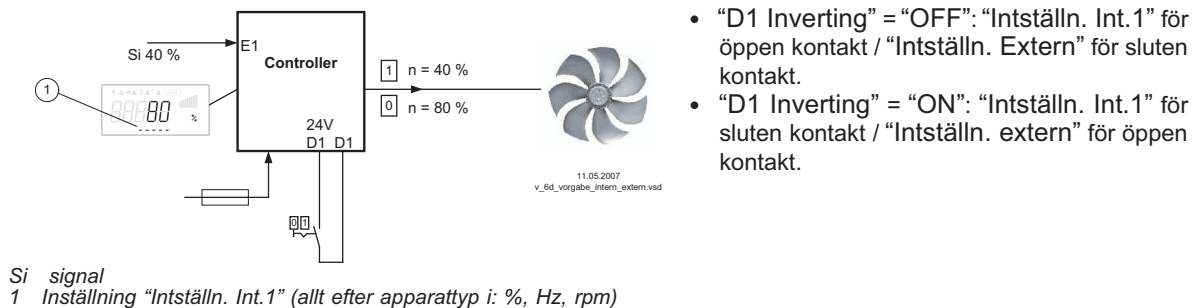 Si 40 %
E1
Controller
1 n = 40 %
0 n = 80 %
1
80
%
24V
D1 D1
0 1
11.05.2007
v_6d_vorgabe_intern_extern.vsd
Si signal
1 Inställning “Intställn. Int.1” (allt efter apparattyp i: %, Hz, rpm)
• “D1 Inverting” = “OFF”: “Intställn. Int.1” för
öppen kontakt / “Intställn. Extern” för sluten
kontakt.
• “D1 Inverting” = “ON”: “Intställn. Int.1” för
sluten kontakt / “Intställn. extern” för öppen
kontakt.